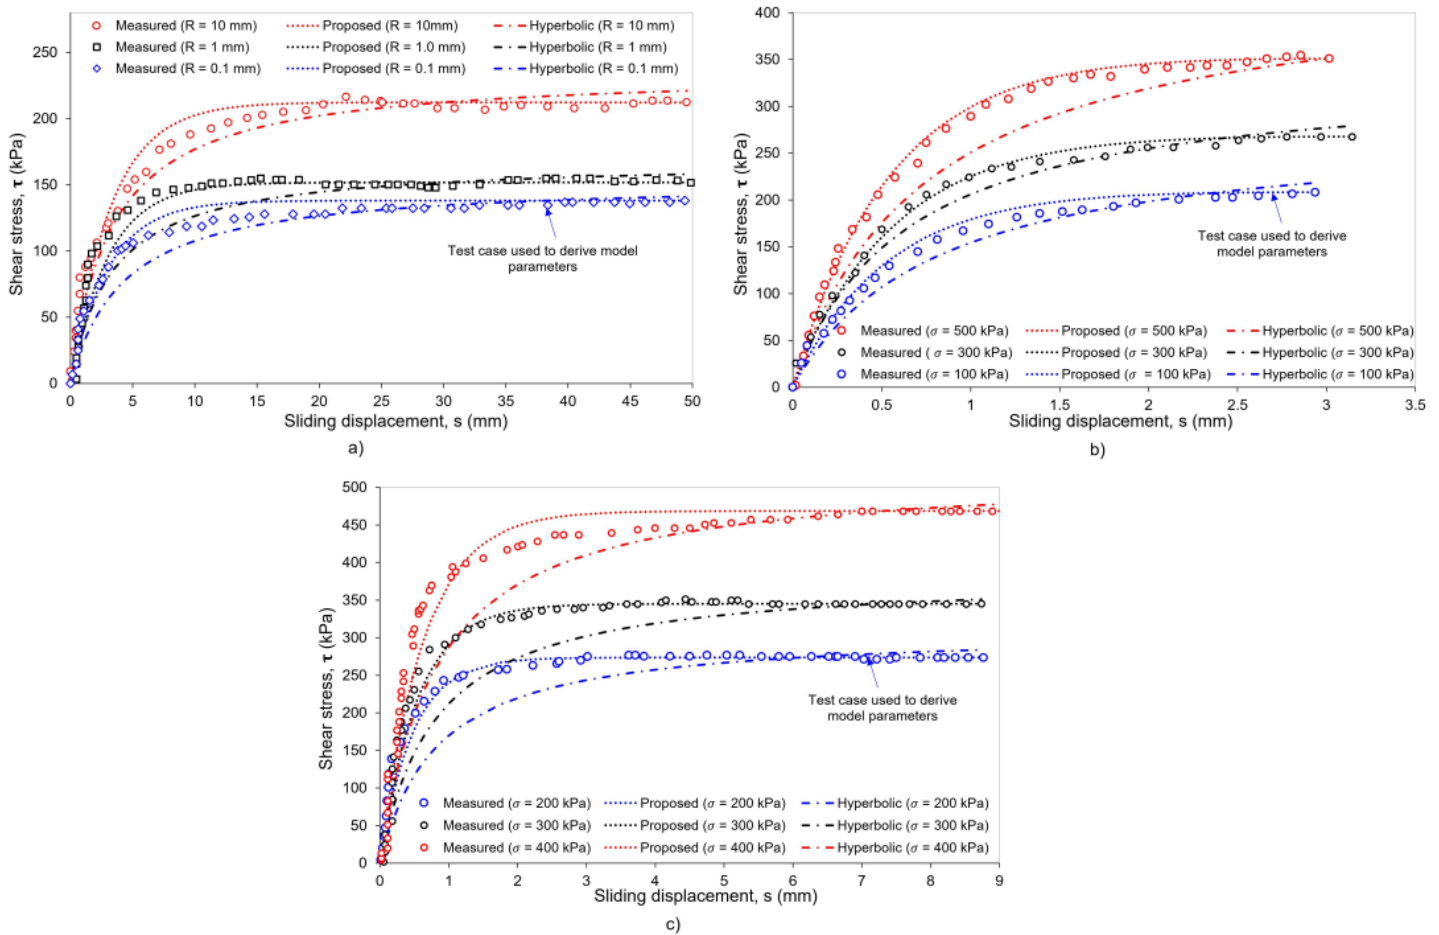 Measured (R = 10 mm) Proposed (R = 10mm) Hyperbolic (R = 10 mm)
Measured (R = 1 mm) Proposed (R = 1.0 mm) Hyperbolic (R = 1 mm)
Measured (R = 0.1 mm) Proposed (R = 0.1 mm) Hyperbolic (R = 0.1 mm)
250
200
150
100
50
0
Shear stress, τ (kPa)
Test case used to derive model
parameters
0 5 10 15 20 25 30 35 40 45 50
Sliding displacement, s (mm)
a)
400
350
300
250
200
150
100
50
0
Shear stress, τ (kPa)
Test case used to derive
model parameters
Measured (σ = 500 kPa) Proposed (σ = 500 kPa) Hyperbolic (σ = 500 kPa)
Measured ( σ = 300 kPa) Proposed (σ = 300 kPa) Hyperbolic (σ = 300 kPa)
Measured (σ = 100 kPa) Proposed (σ = 100 kPa) Hyperbolic (σ = 100 kPa)
0 0.5 1 1.5 2 2.5 3 3.5
Sliding displacement, s (mm)
b)
500
450
400
350
300
250
200
150
100
50
0
Shear stress, τ (kPa)
Test case used to derive
model parameters
Measured (σ = 200 kPa) Proposed (σ = 200 kPa) Hyperbolic (σ = 200 kPa)
Measured (σ = 300 kPa) Proposed (σ = 300 kPa) Hyperbolic (σ = 300 kPa)
Measured (σ = 400 kPa) Proposed (σ = 400 kPa) Hyperbolic (σ = 400 kPa)
0 1 2 3 4 5 6 7 8 9
Sliding displacement, s (mm)
c)